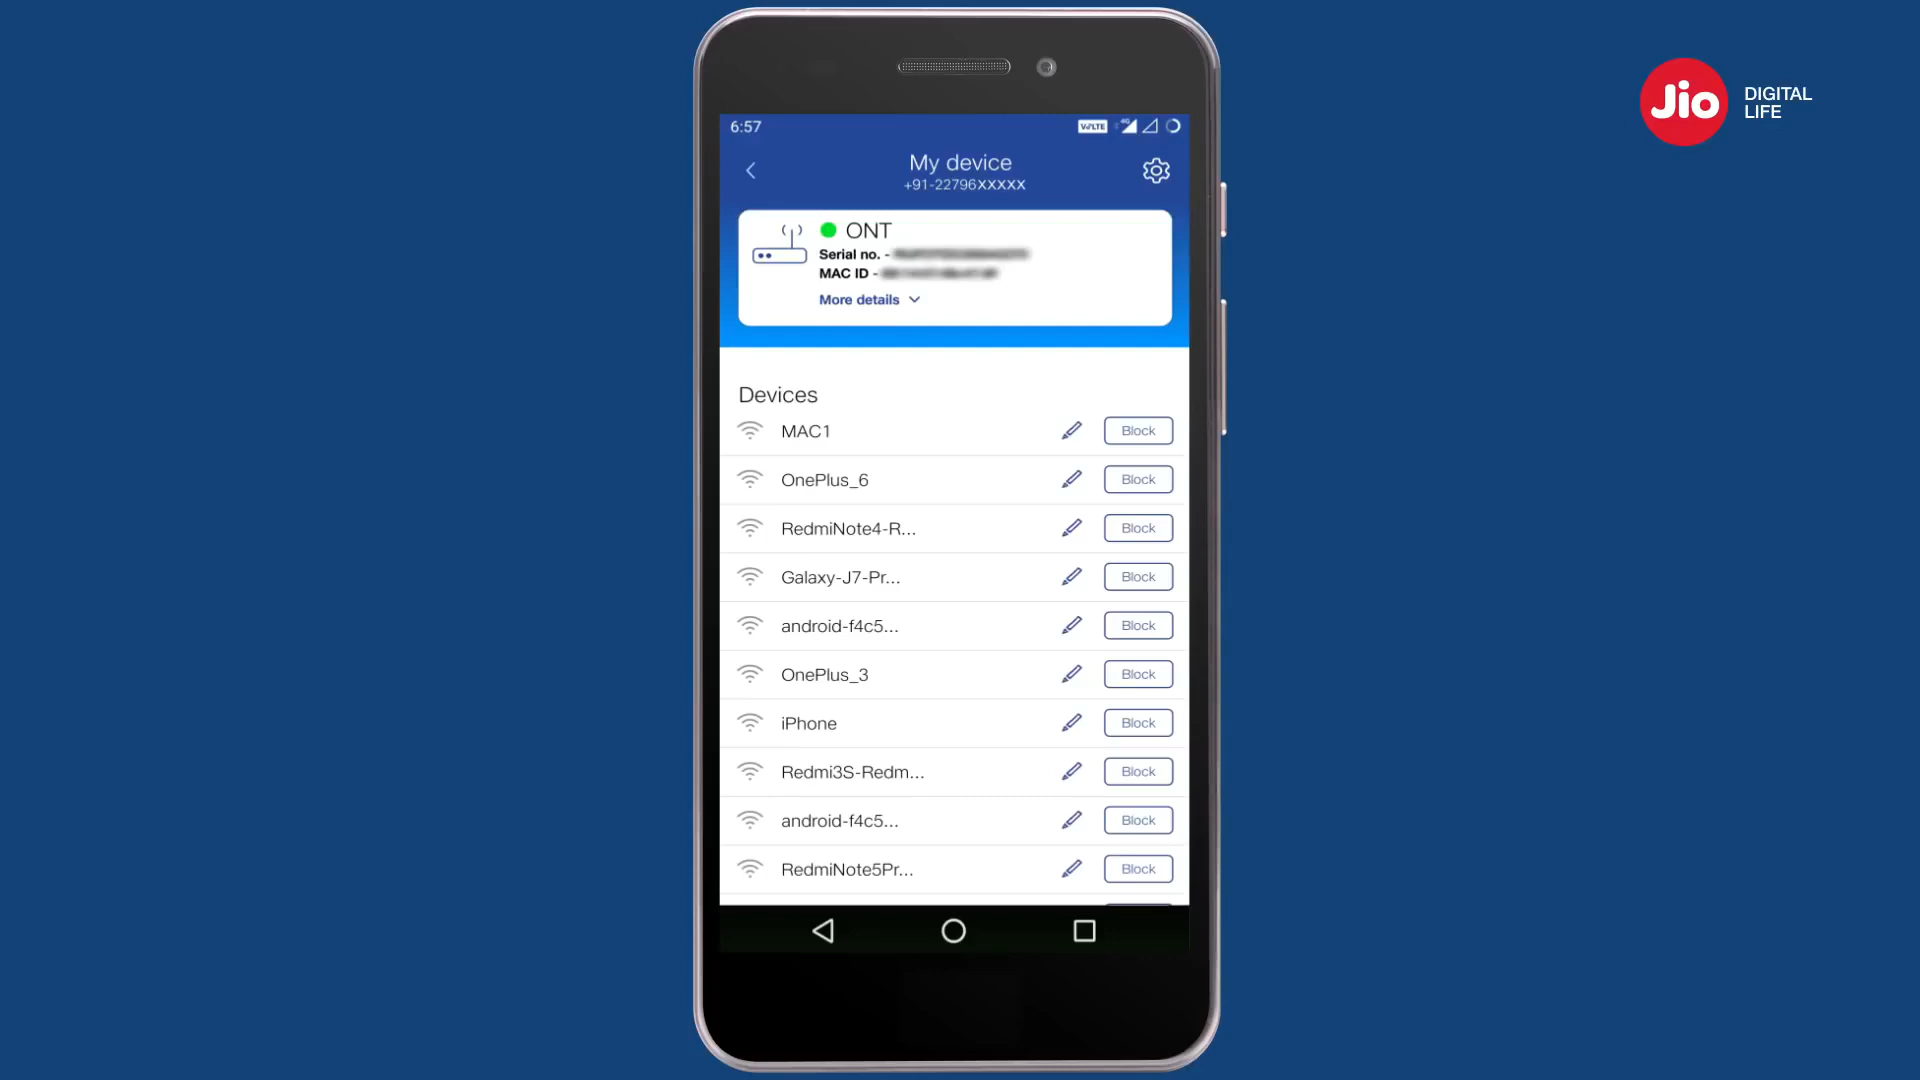 Jio
DIGITAL
LIFE
6:57
VoLTE 4G
My device
+91-22796XXXXX
ONT
Serial no. -
MAC ID -
More details
Devices
MAC1 Block
OnePlus_6 Block
RedmiNote4-R... Block
Galaxy-J7-Pr... Block
android-f4c5... Block
OnePlus_3 Block
iPhone Block
Redmi3S-Redm... Block
android-f4c5... Block
RedmiNote5Pr... Block